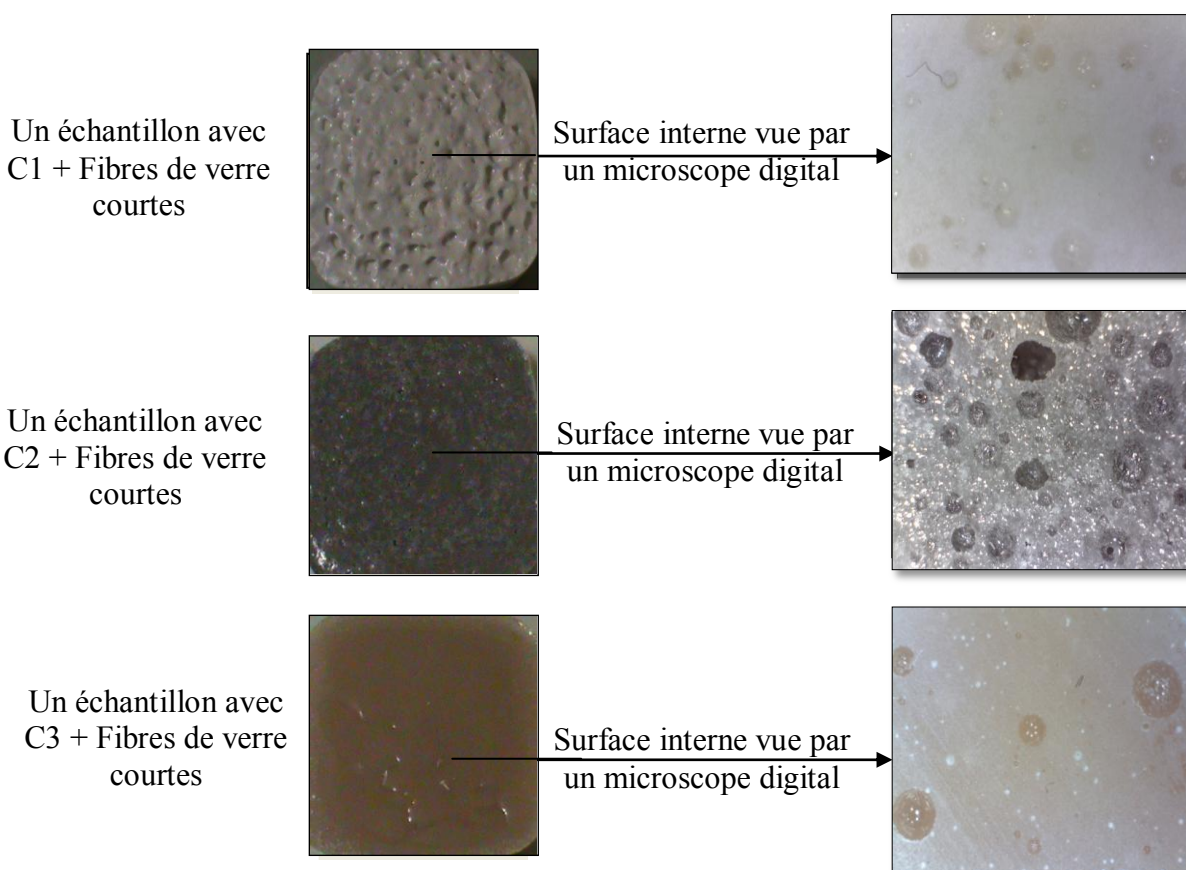 Un échantillon avec
C1 + Fibres de verre
courtes
Surface interne vue par
un microscope digital
Un échantillon avec
C2 + Fibres de verre
courtes
Surface interne vue par
un microscope digital
Un échantillon avec
C3 + Fibres de verre
courtes
Surface interne vue par
un microscope digital